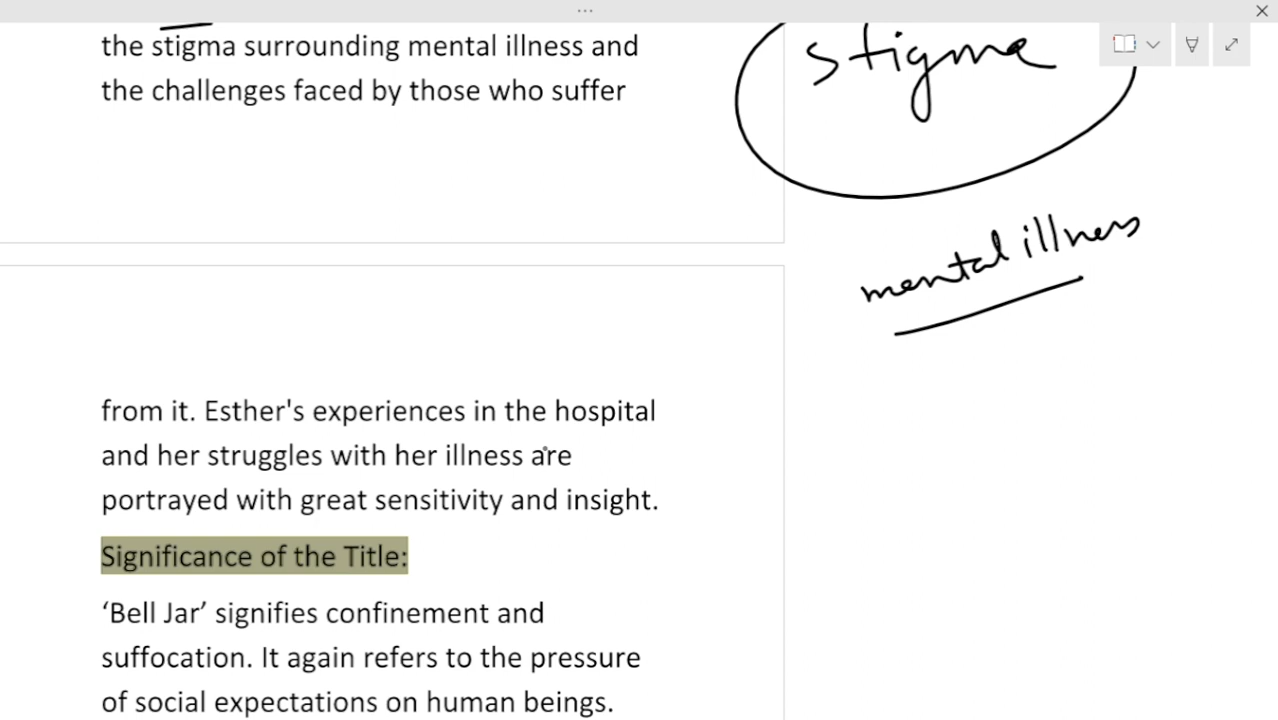 the stigma surrounding mental illness and
the challenges faced by those who suffer
stigma
mental illness
from it. Esther's experiences in the hospital
and her struggles with her illness are
portrayed with great sensitivity and insight.
Significance of the Title:
‘Bell Jar’ signifies confinement and
suffocation. It again refers to the pressure
of social expectations on human beings.